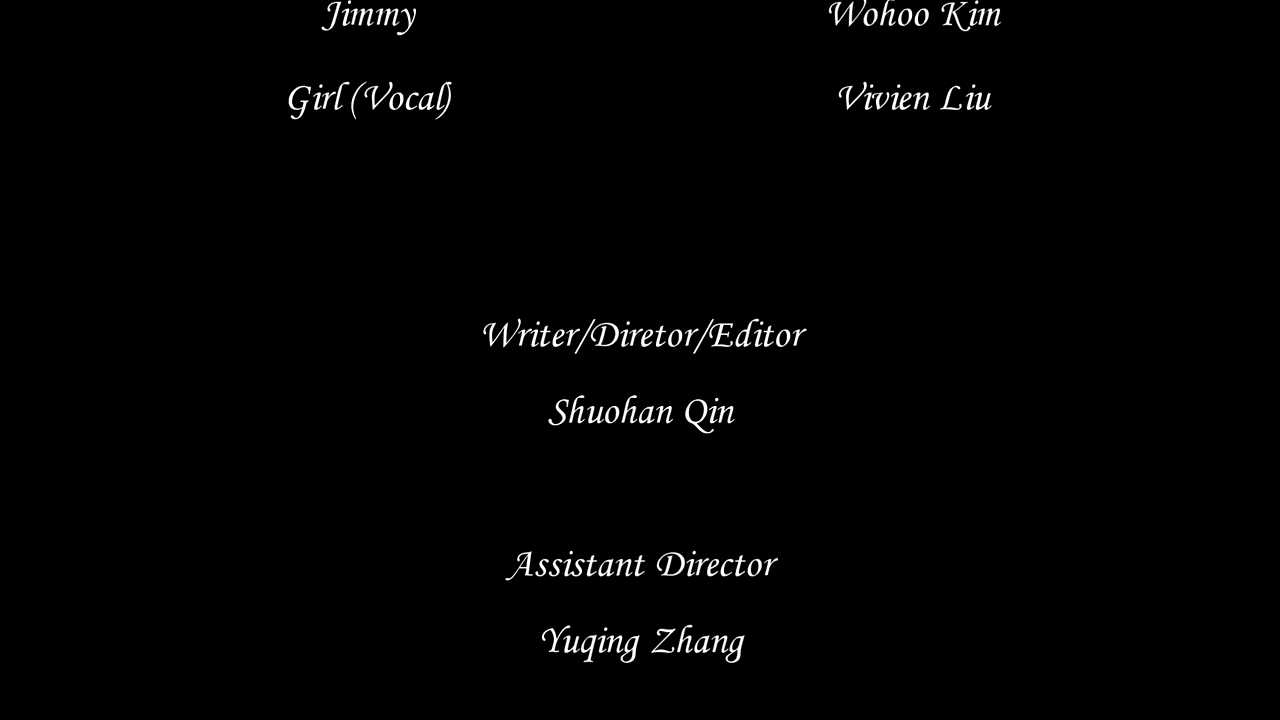 Jimmy Wohoo Kim
Girl (Vocal) Vivien Liu
Writer/Diretor/Editor
Shuohan Qin
Assistant Director
Yuqing Zhang